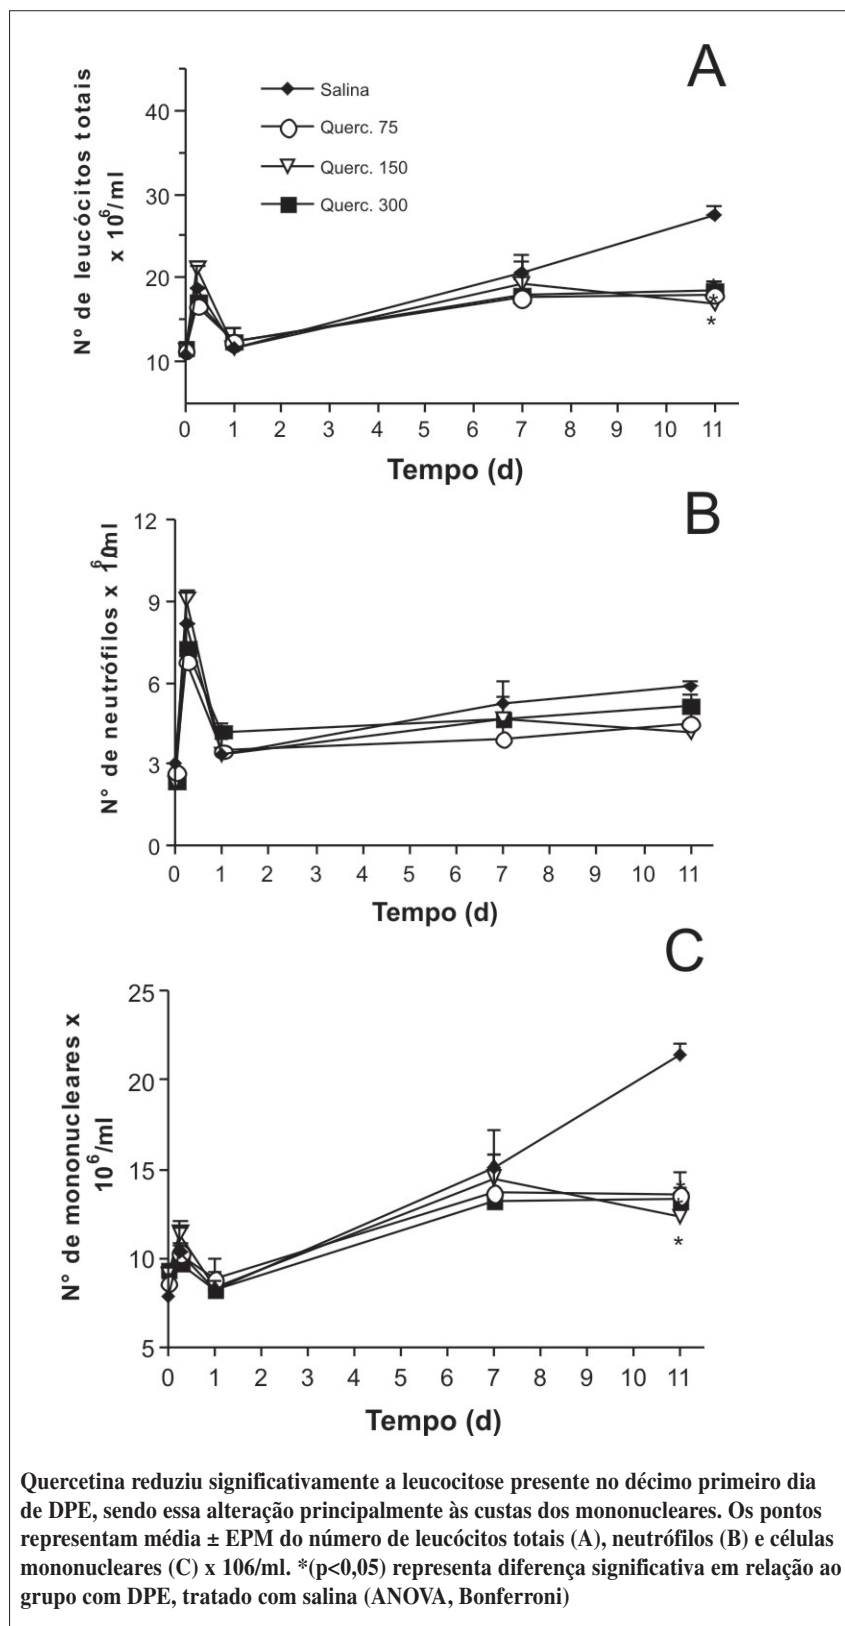 A
Nº de leucócitos totais
x 10⁶/ml
Salina
Querc. 75
Querc. 150
Querc. 300
40
30
20
10
*
*
0 1 2 3 4 5 6 7 8 9 10 11
Tempo (d)
B
N° de neutrófilos x
12
9
6
3
0
0 1 2 3 4 5 6 7 8 9 10 11
Tempo (d)
C
N° de mononucleares x
10⁶/ml
25
20
15
10
5
*
0 1 2 3 4 5 6 7 8 9 10 11
Tempo (d)
Quercetina reduziu significativamente a leucocitose presente no décimo primeiro dia
de DPE, sendo essa alteração principalmente às custas dos mononucleares. Os pontos
representam média ± EPM do número de leucócitos totais (A), neutrófilos (B) e células
mononucleares (C) x 106/ml. *(p<0,05) representa diferença significativa em relação ao
grupo com DPE, tratado com salina (ANOVA, Bonferroni)